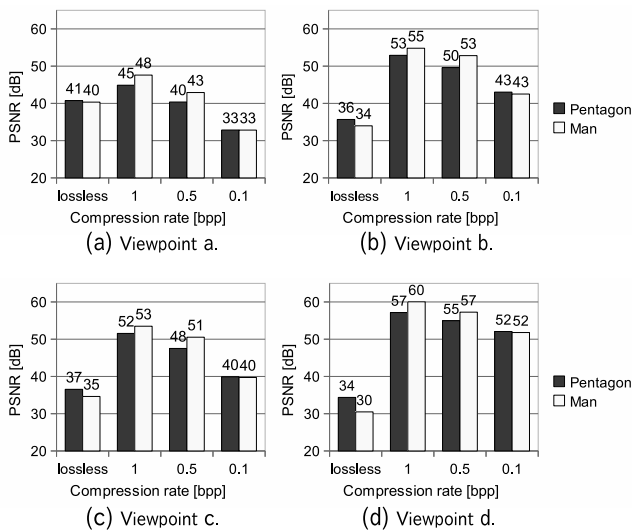 60
50
40
30
20
PSNR [dB]
41 40
45 48
40 43
33 33
lossless 1 0.5 0.1
Compression rate [bpp]
(a) Viewpoint a.
60
50
40
30
20
PSNR [dB]
36 34
53 55
50 53
43 43
lossless 1 0.5 0.1
Compression rate [bpp]
(b) Viewpoint b.
Pentagon
Man
60
50
40
30
20
PSNR [dB]
37 35
52 53
48 51
40 40
lossless 1 0.5 0.1
Compression rate [bpp]
(c) Viewpoint c.
60
50
40
30
20
PSNR [dB]
34 30
57 60
55 57
52 52
lossless 1 0.5 0.1
Compression rate [bpp]
(d) Viewpoint d.
Pentagon
Man